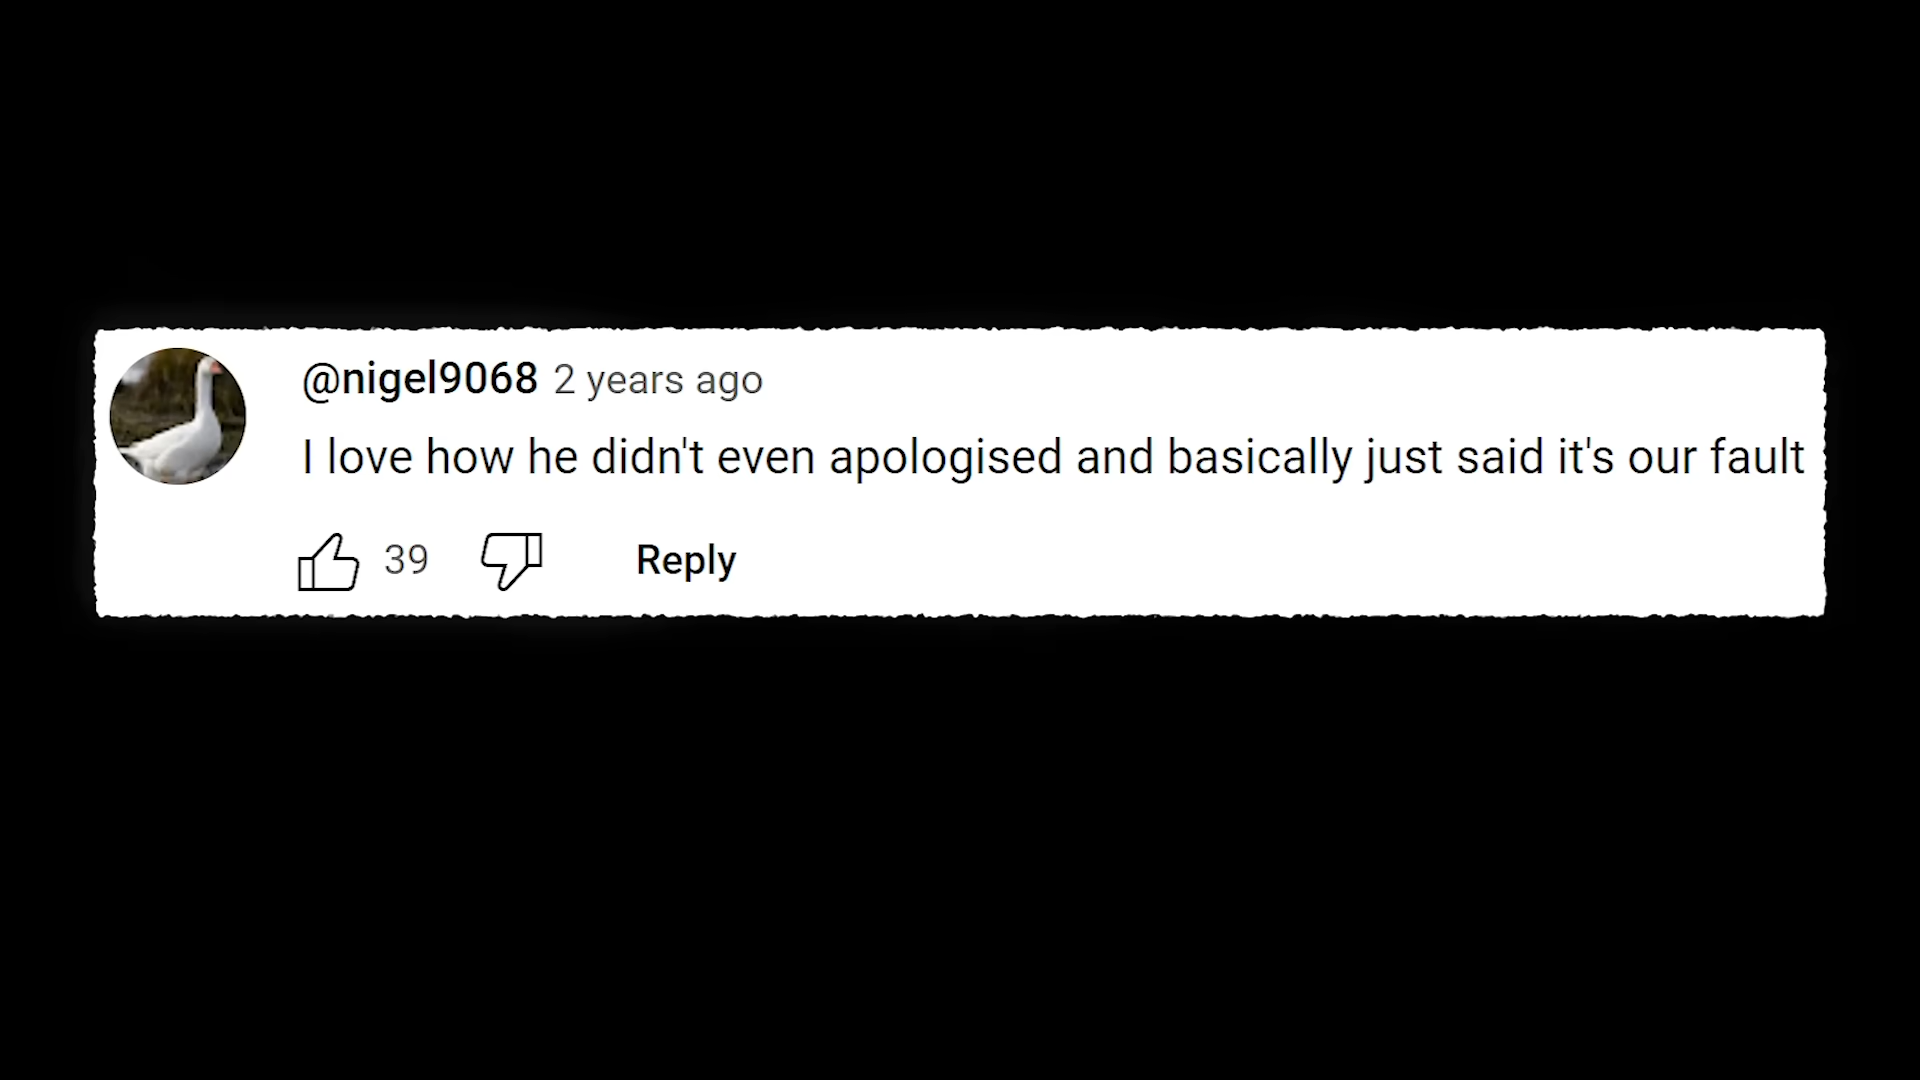 @nigel9068 2 years ago
I love how he didn't even apologised and basically just said it's our fault
39 Reply